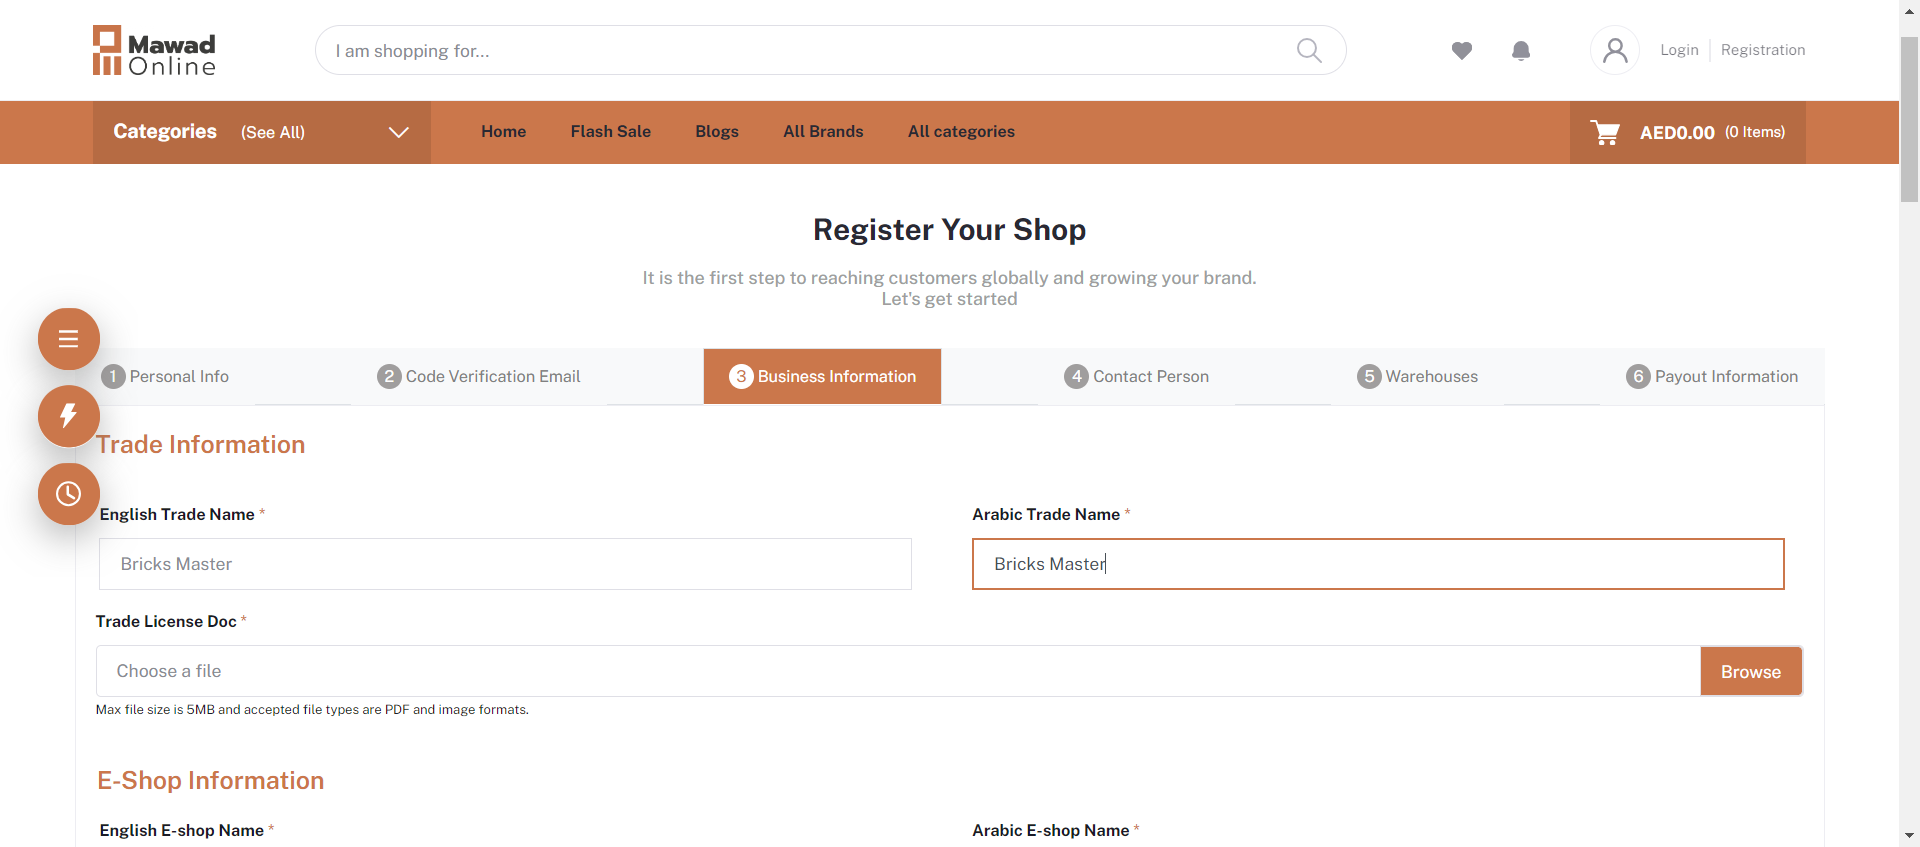 Mawad
Online
I am shopping for...
Login
Registration
Categories (See All)
Home
Flash Sale
Blogs
All Brands
All categories
AED0.00 (0 Items)
Register Your Shop
It is the first step to reaching customers globally and growing your brand.
Let's get started
1 Personal Info
2 Code Verification Email
3 Business Information
4 Contact Person
5 Warehouses
6 Payout Information
Trade Information
English Trade Name *
Arabic Trade Name *
Bricks Master
Bricks Master
Trade License Doc *
Choose a file
Browse
Max file size is 5MB and accepted file types are PDF and image formats.
E-Shop Information
English E-shop Name *
Arabic E-shop Name *